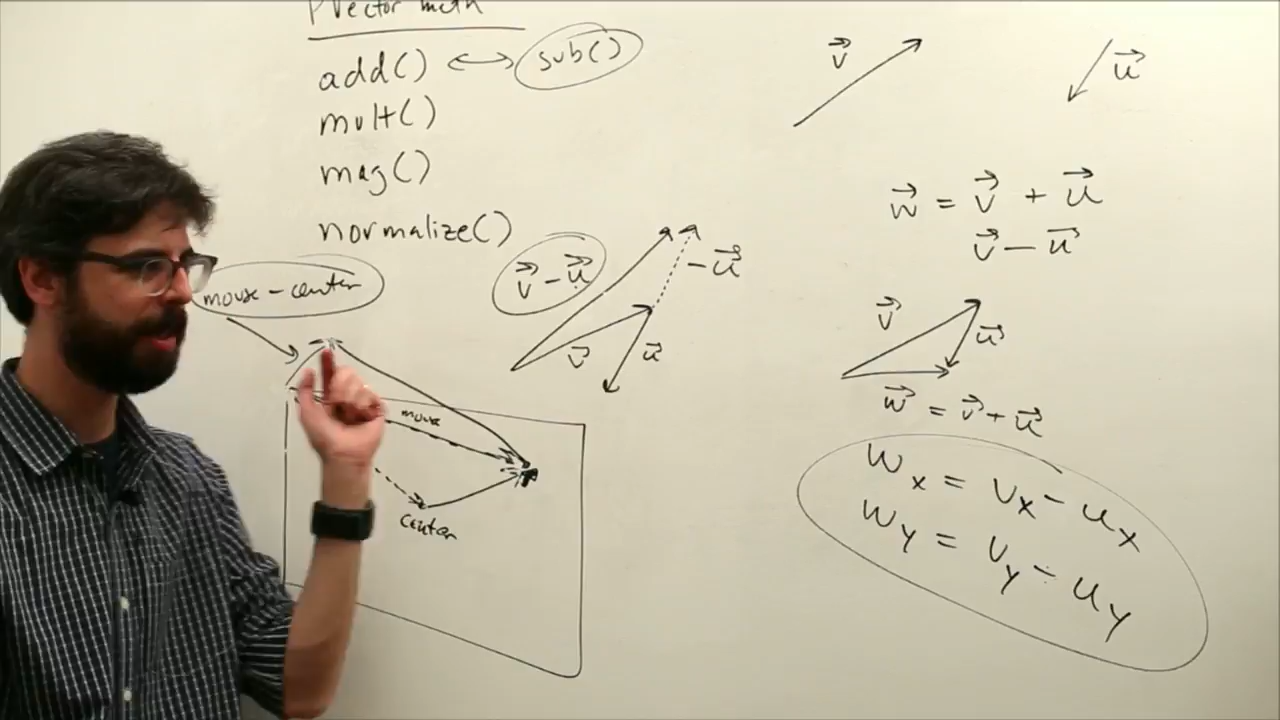 PVector math
add() ↔ sub()
mult()
mag()
normalize()
mouse - center
mouse
center
v⃗ - u⃗
-u⃗
v⃗
u⃗
v⃗
u⃗
w⃗ = v⃗ + u⃗
v⃗ - u⃗
v⃗
u⃗
w⃗ = v⃗ + u⃗
Wx = Vx - Ux
Wy = Vy - Uy